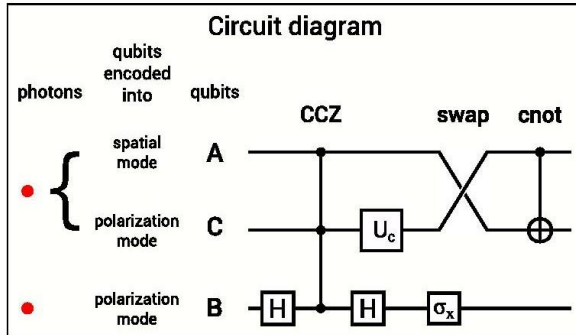 Circuit diagram
photons
qubits
encoded
into
qubits
CCZ
swap
cnot
spatial
mode
A
polarization
mode
C
U_c
polarization
mode
B
H
H
σ_x